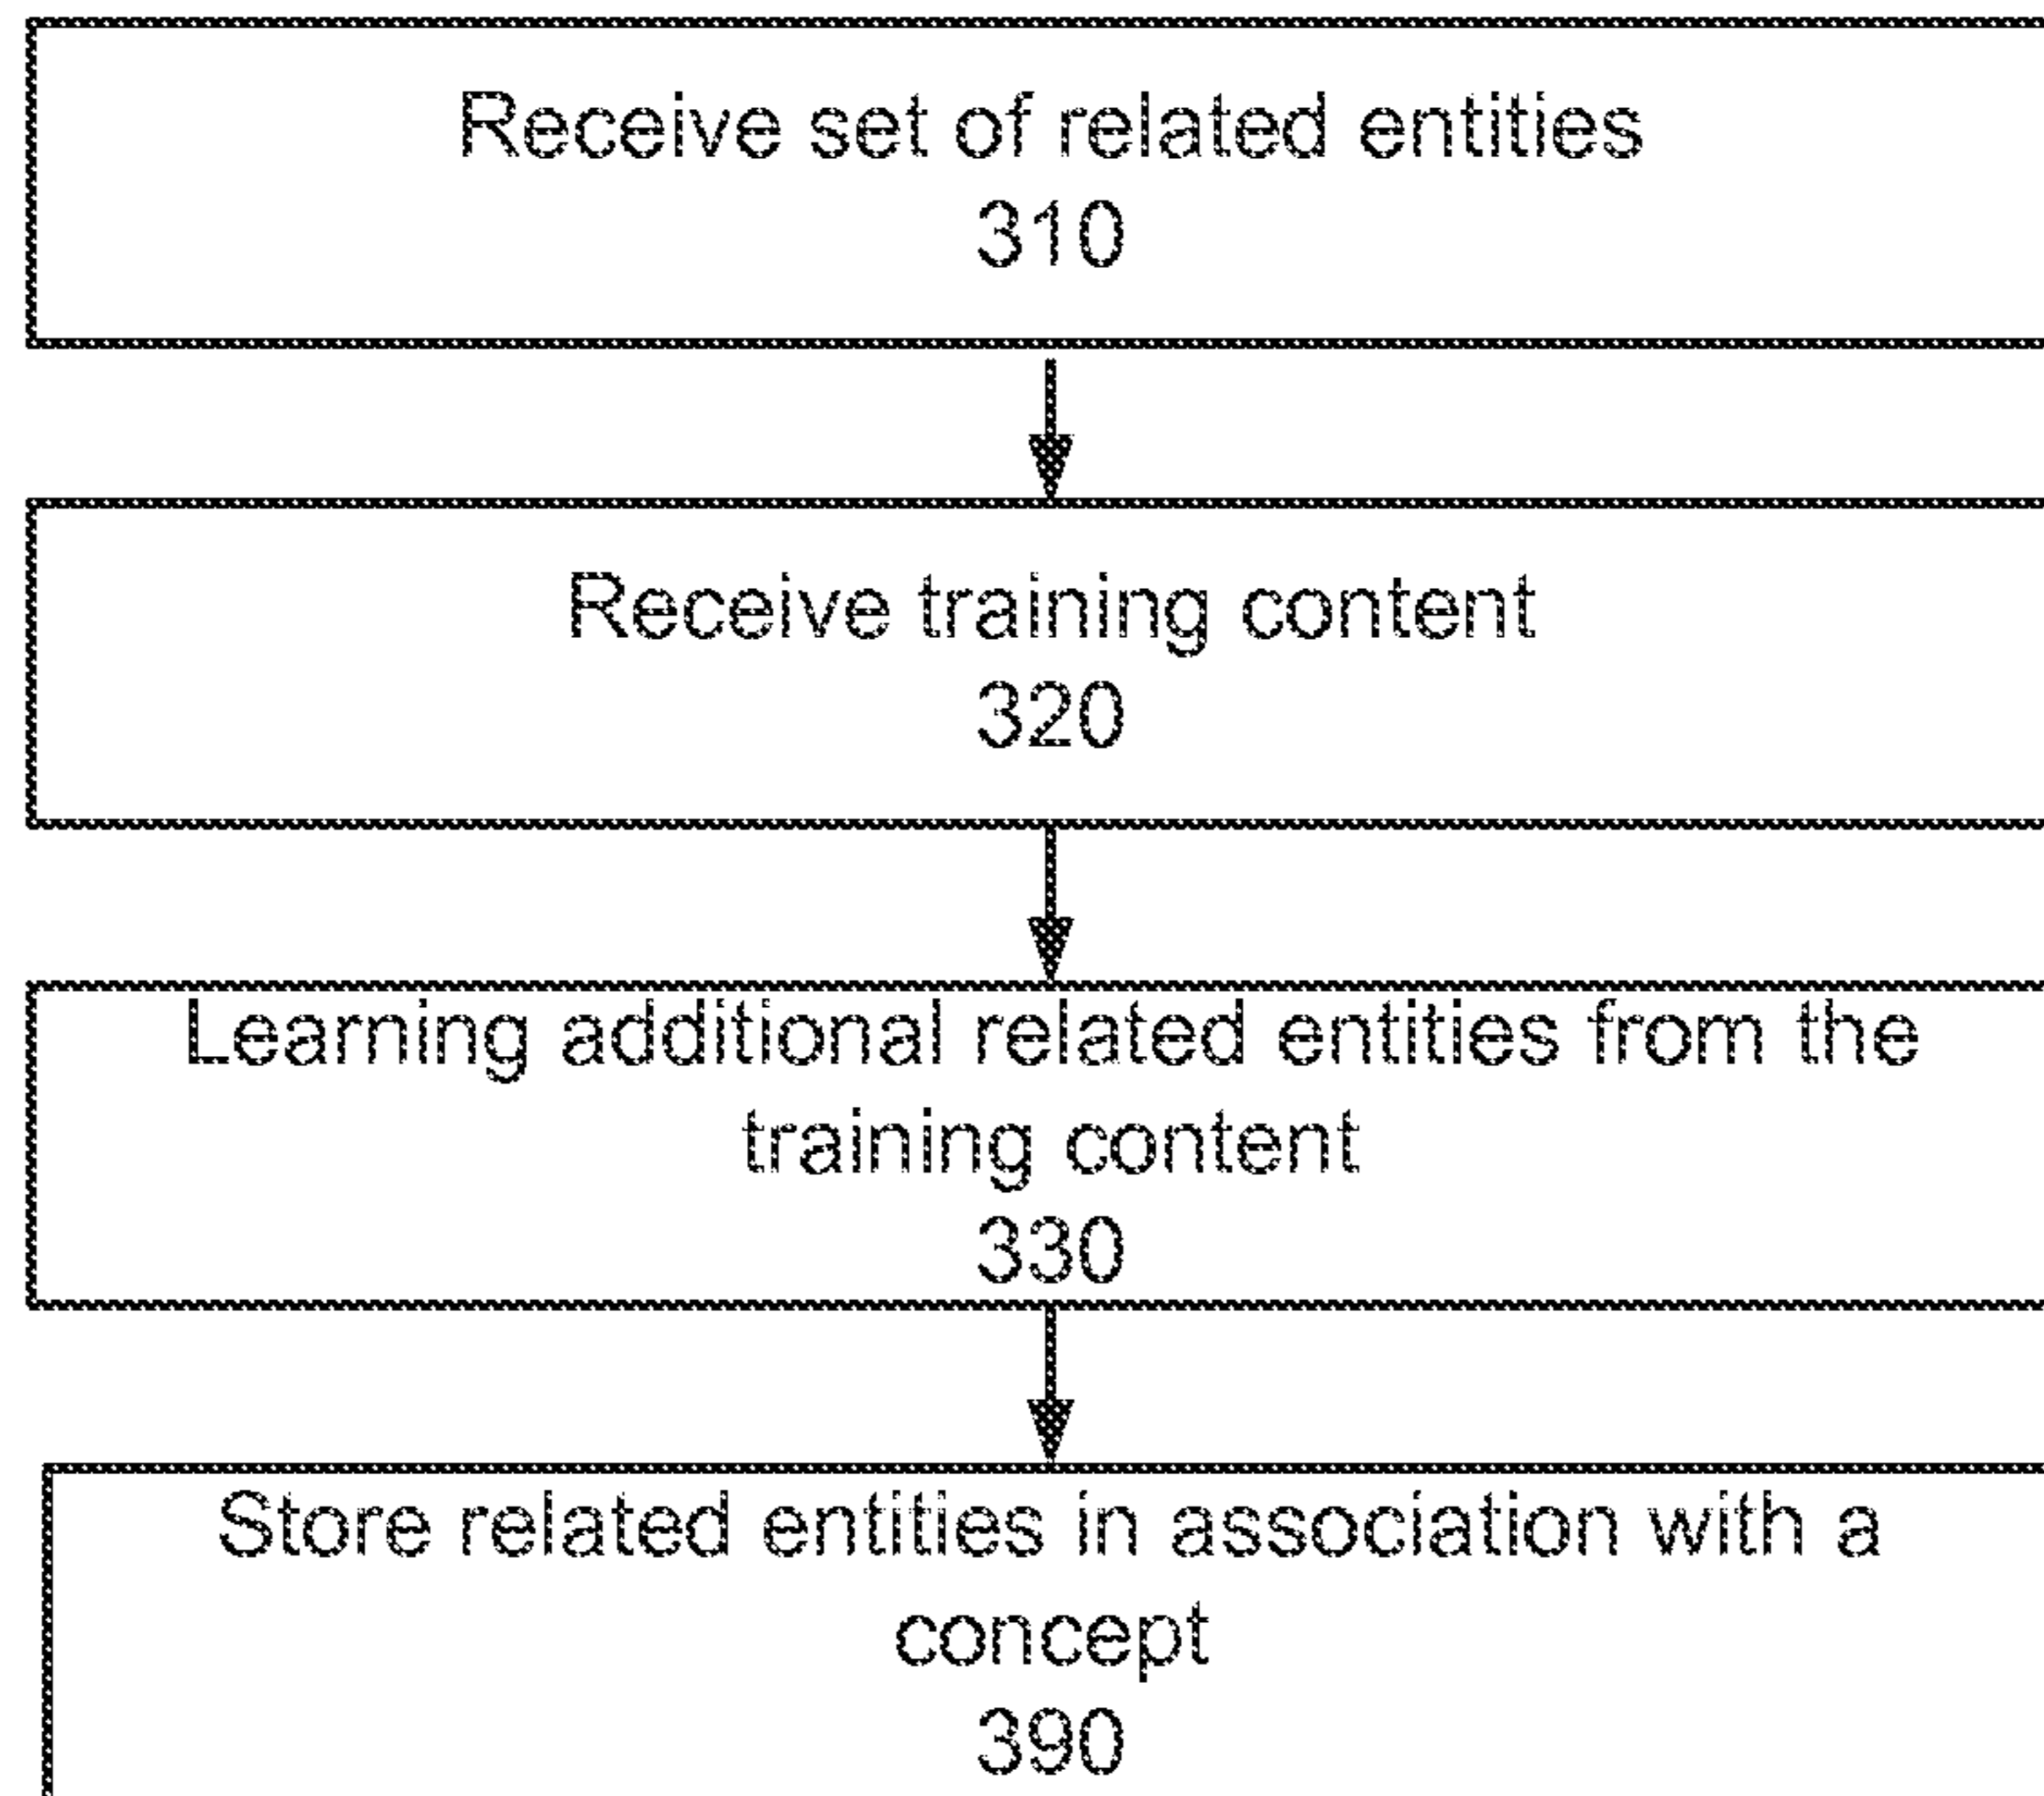 Receive set of related entities
310
Receive training content
320
Learning additional related entities from the
training content
330
Store related entities in association with a
concept
390